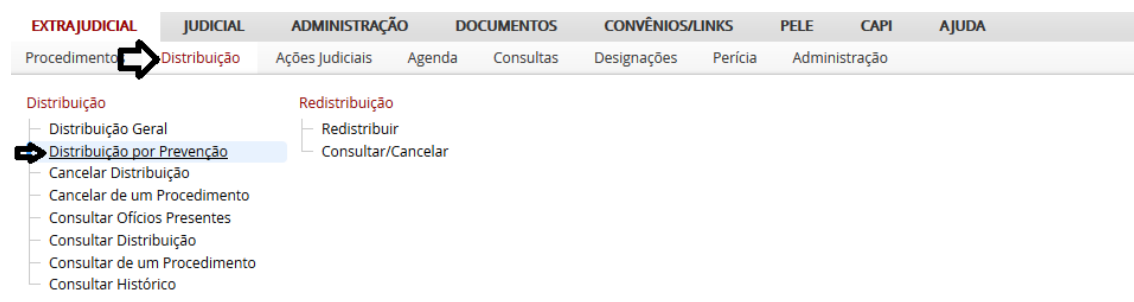 EXTRAJUDICIAL JUDICIAL ADMINISTRAÇÃO DOCUMENTOS CONVÊNIOS/LINKS PELE CAPI AJUDA
Procedimentos Distribuição Ações Judiciais Agenda Consultas Designações Perícia Administração
Distribuição
Distribuição Geral
Distribuição por Prevenção
Cancelar Distribuição
Cancelar de um Procedimento
Consultar Ofícios Presentes
Consultar Distribuição
Consultar de um Procedimento
Consultar Histórico
Redistribuição
Redistribuir
Consultar/Cancelar